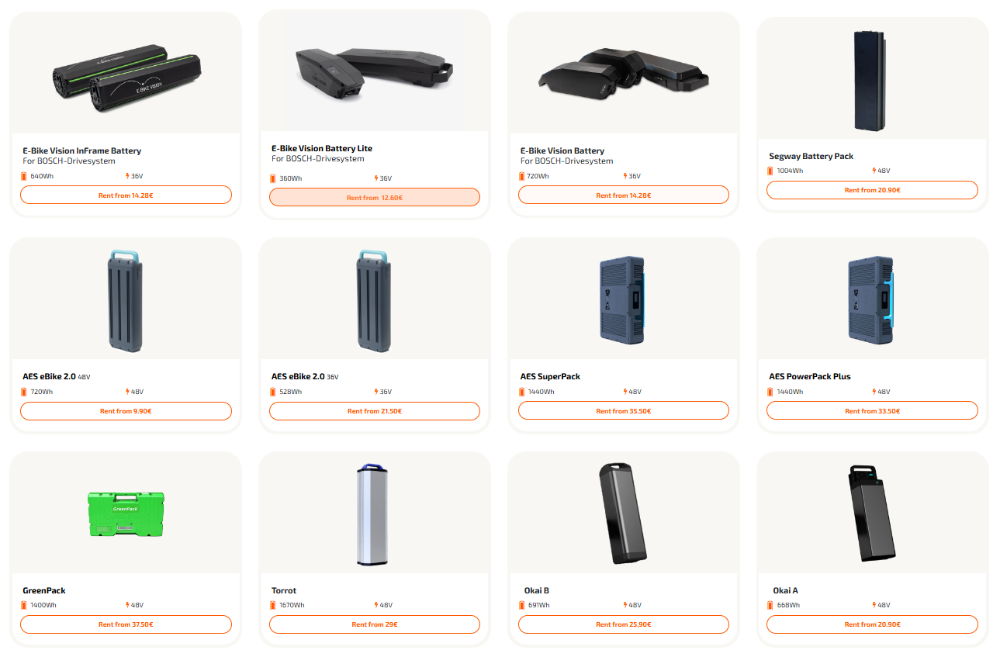 E-BIKE VISION
E-BIKE VISION
E-Bike Vision InFrame Battery
For BOSCH-Drivesystem
640Wh 36V
Rent from 14.28€
E-Bike Vision Battery Lite
For BOSCH-Drivesystem
360Wh 36V
Rent from 12.60€
E-Bike Vision Battery
For BOSCH-Drivesystem
720Wh 36V
Rent from 14.28€
Segway Battery Pack
1004Wh 48V
Rent from 20.90€
AES eBike 2.0 48V
720Wh 48V
Rent from 9.90€
AES eBike 2.0 36V
528Wh 36V
Rent from 21.50€
AES SuperPack
1440Wh 48V
Rent from 35.50€
AES PowerPack Plus
1440Wh 48V
Rent from 33.50€
GreenPack
GreenPack
1400Wh 48V
Rent from 37.50€
Torrot
1670Wh 48V
Rent from 29€
Okai B
691Wh 48V
Rent from 25,90€
Okai A
668Wh 48V
Rent from 20.90€